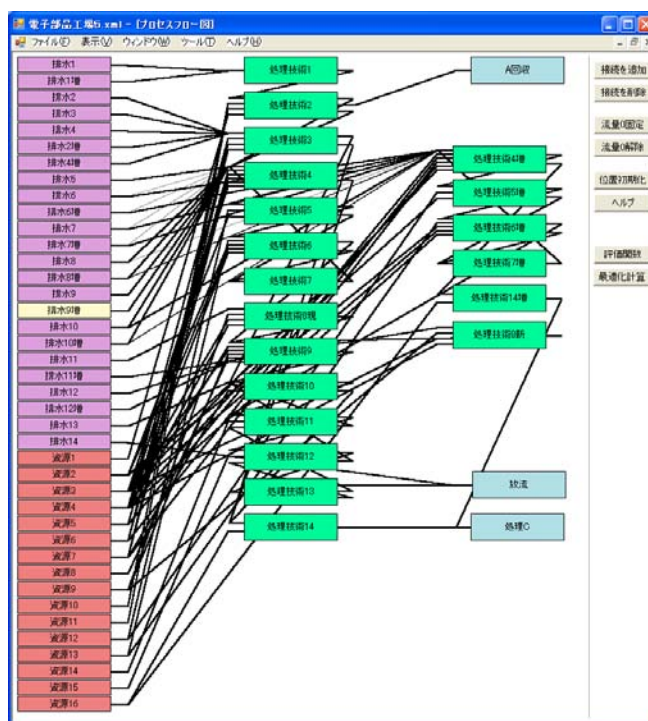 電子部品工場5.xml - [プロセスフロー図]
ファイル(F) 表示(V) ウィンドウ(W) ツール(T) ヘルプ(H)
排水1
排水1増
排水2
排水3
排水4
排水2増
排水4増
排水5
排水6
排水6増
排水7
排水7増
排水8
排水8増
排水9
排水9増
排水10
排水10増
排水11
排水11増
排水12
排水12増
排水13
排水14
資源1
資源2
資源3
資源4
資源5
資源6
資源7
資源8
資源9
資源10
資源11
資源12
資源13
資源14
資源15
資源16
処理技術1
処理技術2
処理技術3
処理技術4
処理技術5
処理技術6
処理技術7
処理技術8現
処理技術9
処理技術10
処理技術11
処理技術12
処理技術13
処理技術14
A回収
処理技術4増
処理技術5増
処理技術6増
処理技術7増
処理技術14増
処理技術8新
放流
処理C
接続を追加
接続を削除
流量0固定
流量0解除
位置初期化
ヘルプ
評価関数
最適化計算